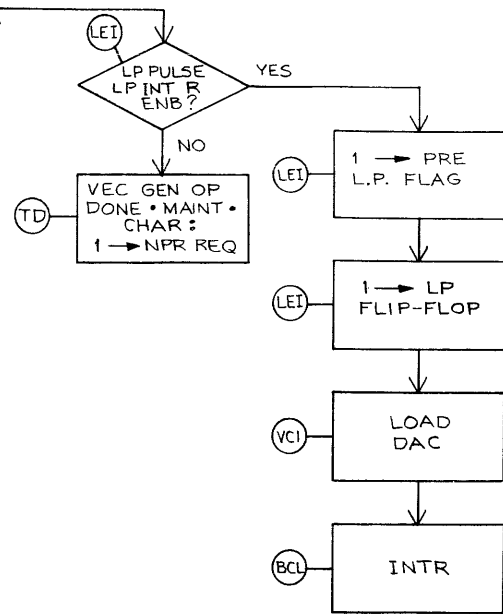 LEI
LP PULSE
LP INT R
ENB?
YES
NO
LEI
1 → PRE
L.P. FLAG
TD
VEC GEN OP
DONE • MAINT •
CHAR:
1 → NPR REQ
LEI
1 → LP
FLIP-FLOP
VCI
LOAD
DAC
BCL
INTR